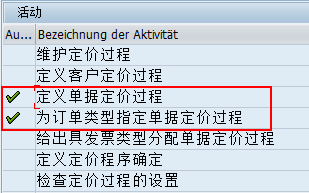 活动
Au... Bezeichnung der Aktivität
维护定价过程
定义客户定价过程
定义单据定价过程
为订单类型指定单据定价过程
给出具发票类型分配单据定价过程
定义定价程序确定
检查定价过程的设置